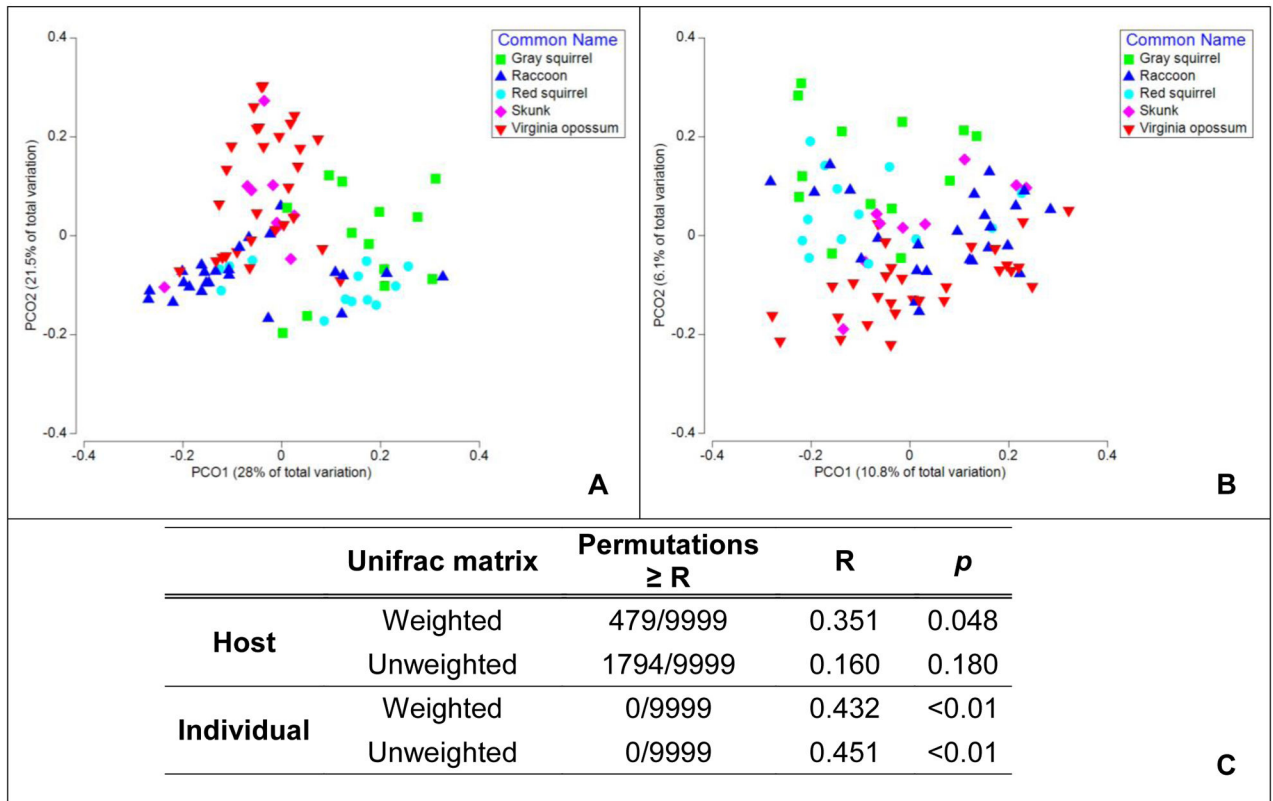 0.4
0.2
0
-0.2
-0.4
PCO2 (21.5% of total variation)
-0.4
-0.2
0
0.2
0.4
PCO1 (28% of total variation)
Common Name
Gray squirrel
Raccoon
Red squirrel
Skunk
Virginia opossum
A
0.4
0.2
0
-0.2
-0.4
PCO2 (6.1% of total variation)
-0.4
-0.2
0
0.2
0.4
PCO1 (10.8% of total variation)
Common Name
Gray squirrel
Raccoon
Red squirrel
Skunk
Virginia opossum
B
Unifrac matrix Permutations ≥ R R p
Host Weighted 479/9999 0.351 0.048
Unweighted 1794/9999 0.160 0.180
Individual Weighted 0/9999 0.432 <0.01
Unweighted 0/9999 0.451 <0.01
C